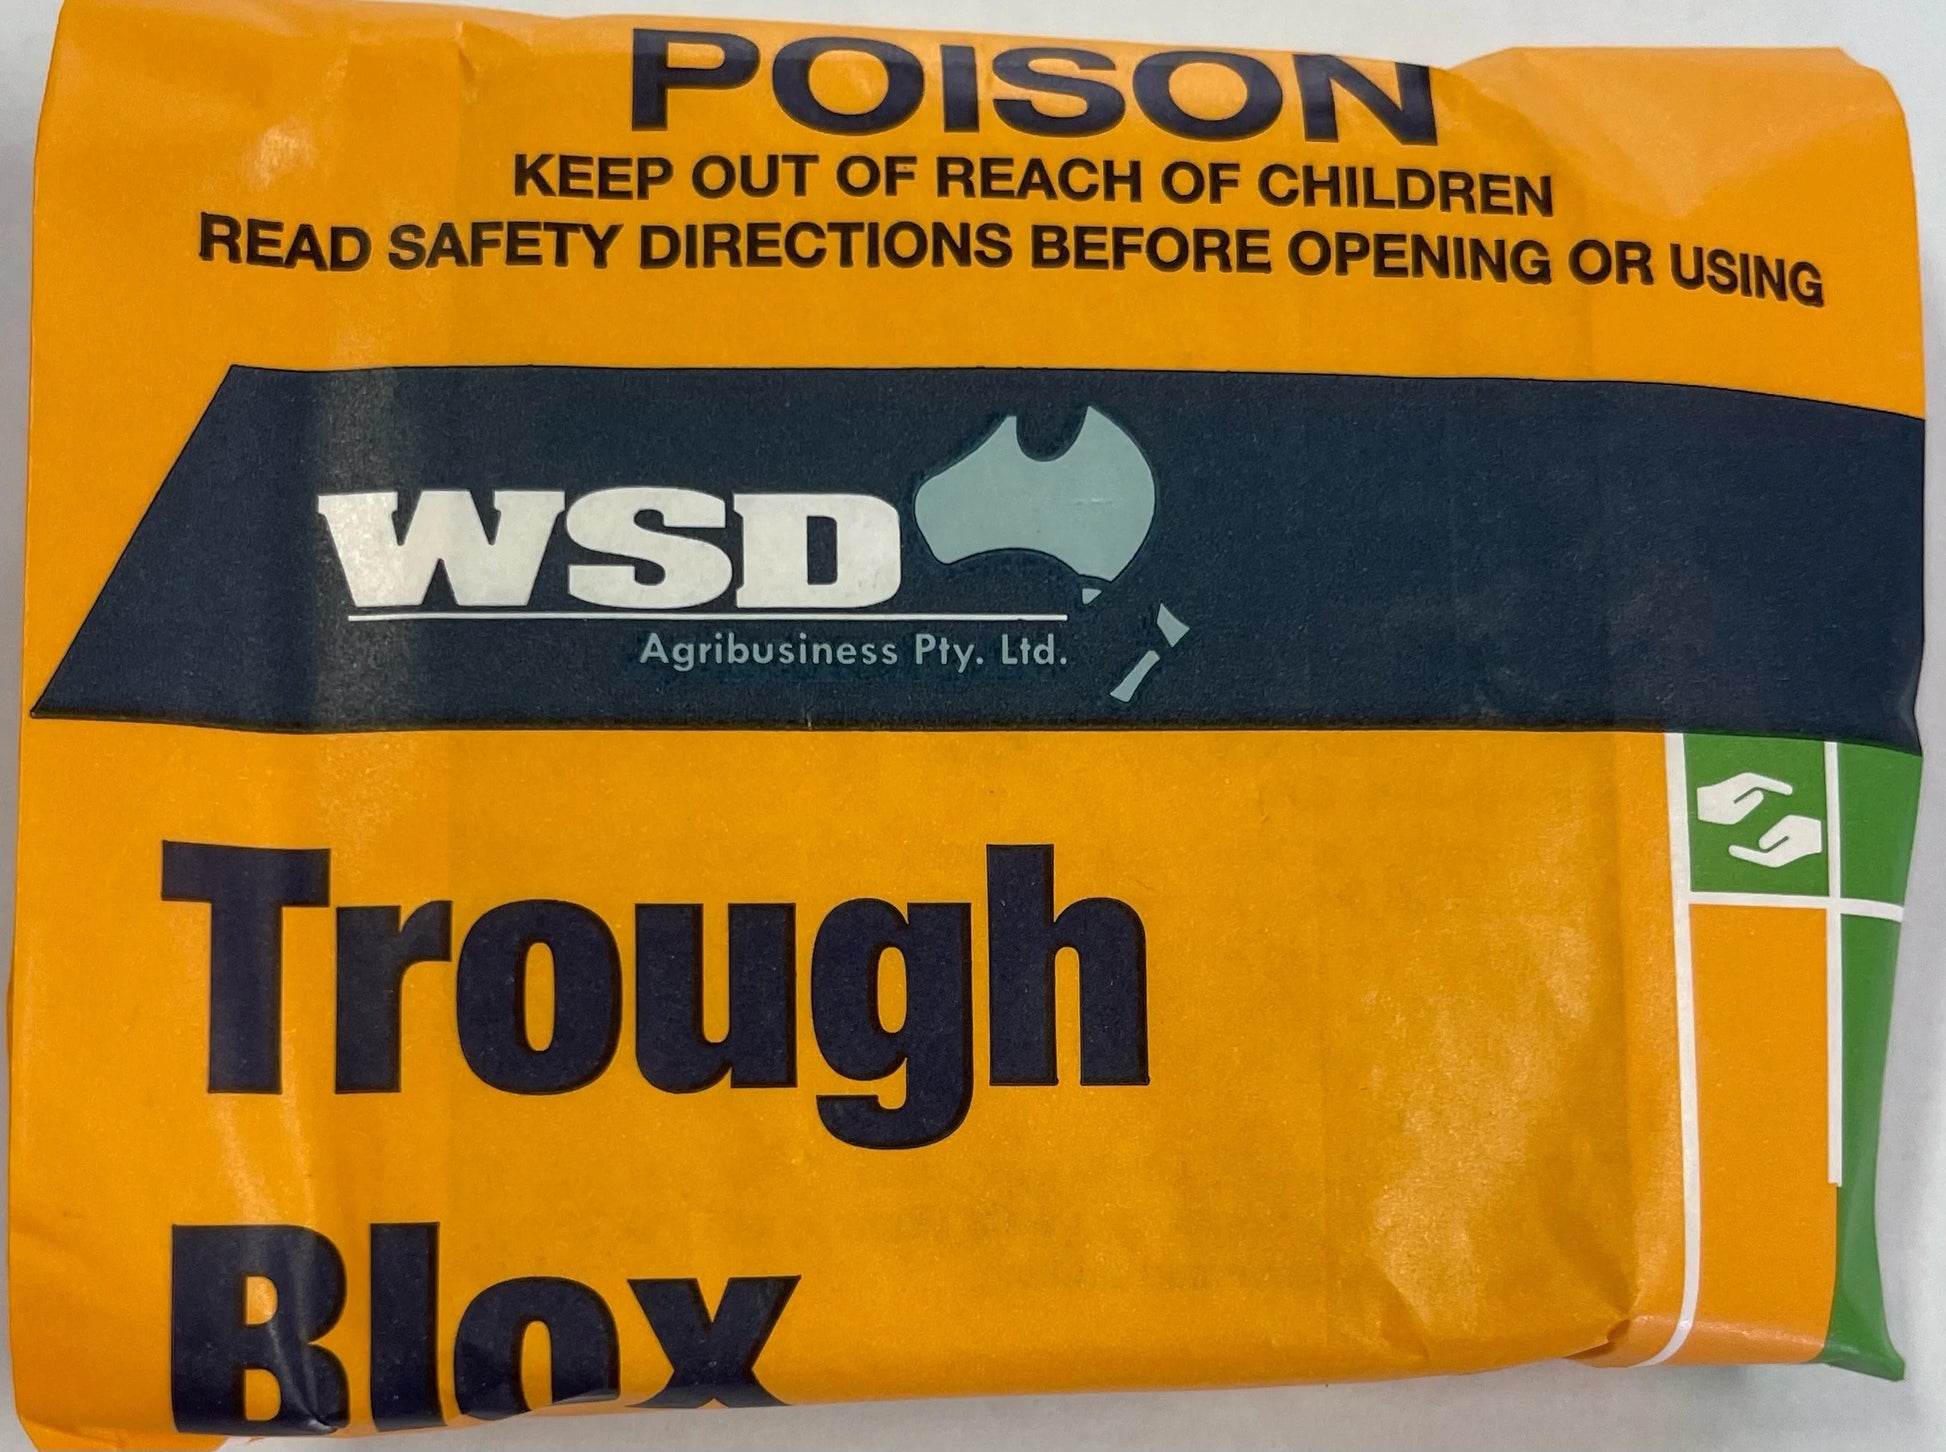 POISON
KEEP OUT OF REACH OF CHILDREN
READ SAFETY DIRECTIONS BEFORE OPENING OR USING
WSD
Agribusiness Pty. Ltd.
Trough
Blox